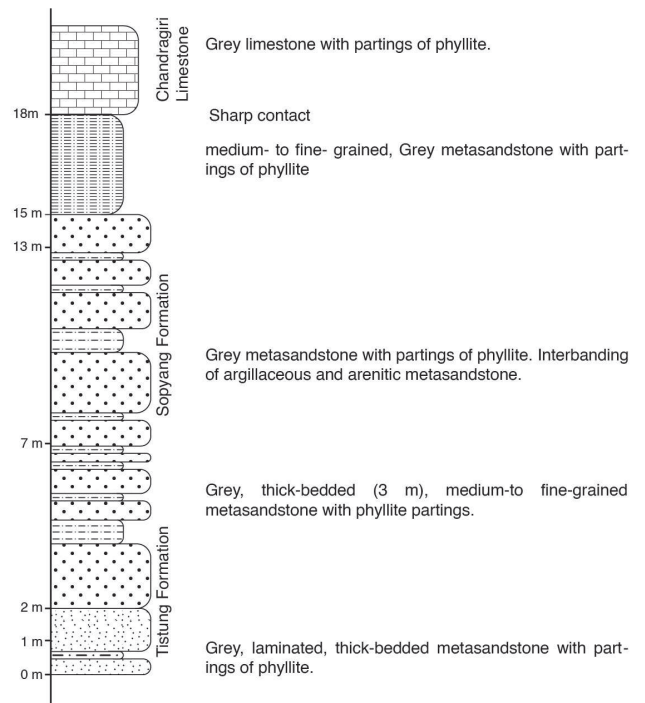 Chandragiri
Limestone
Grey limestone with partings of phyllite.
18m
Sharp contact
medium- to fine- grained, Grey metasandstone with part-
ings of phyllite
15 m
13 m
Sopyang Formation
Grey metasandstone with partings of phyllite. Interbanding
of argillaceous and arenitic metasandstone.
7 m
Grey, thick-bedded (3 m), medium-to fine-grained
metasandstone with phyllite partings.
Tistung Formation
2 m
1 m
Grey, laminated, thick-bedded metasandstone with part-
ings of phyllite.
0 m